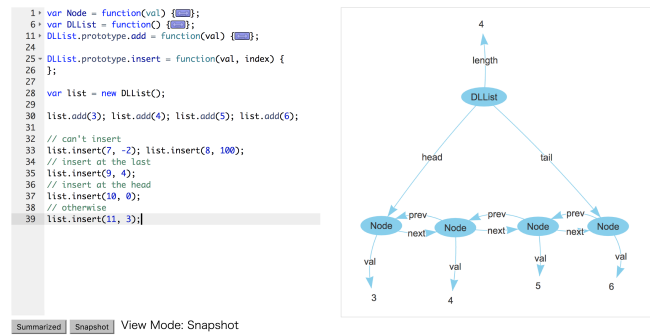 1 var Node = function(val) {
6 var DLList = function() {
11 DLList.prototype.add = function(val) {
24
25 DLList.prototype.insert = function(val, index) {
26 };
27
28 var list = new DLList();
29
30 list.add(3); list.add(4); list.add(5); list.add(6);
31
32 // can't insert
33 list.insert(7, -2); list.insert(8, 100);
34 // insert at the last
35 list.insert(9, 4);
36 // insert at the head
37 list.insert(10, 0);
38 // otherwise
39 list.insert(11, 3);
4
length
DLList
head tail
prev prev prev
Node Node Node Node
next next next
val val val val
3 4 5 6
Summarized Snapshot View Mode: Snapshot